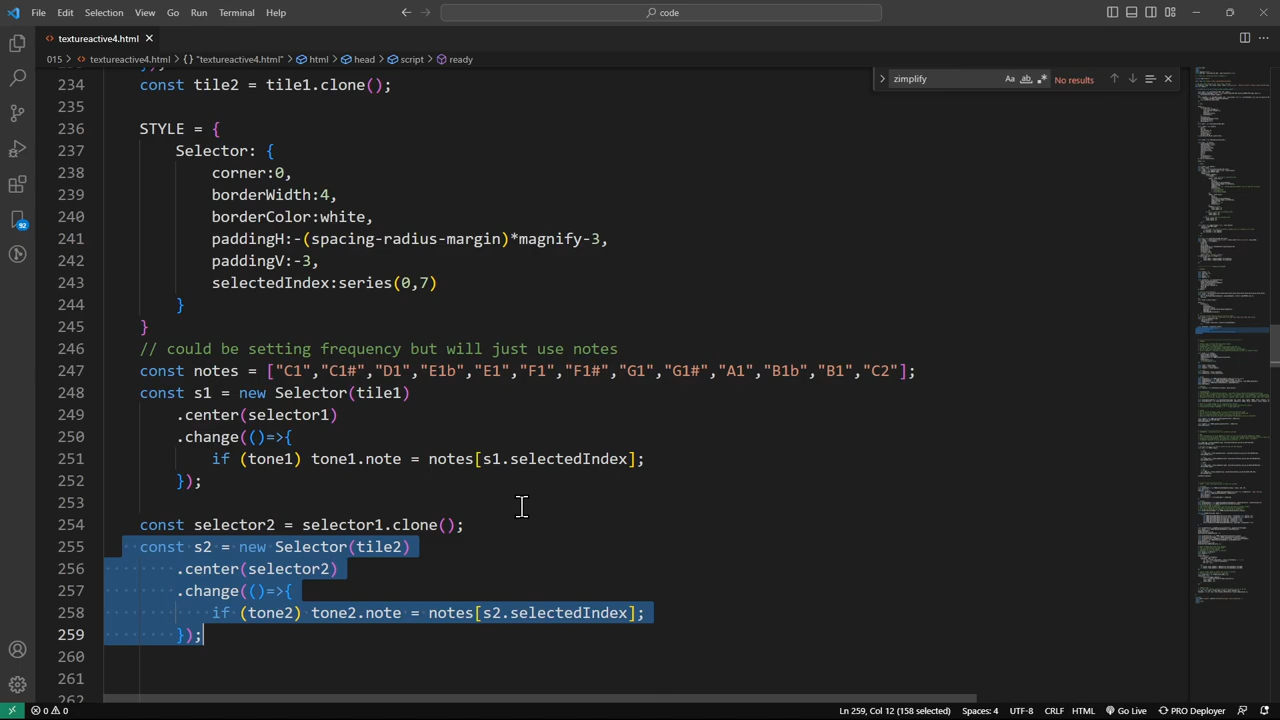 File Edit Selection View Go Run Terminal Help
code
textureactive4.html
015 > textureactive4.html > {} "textureactive4.html" > html > head > script > ready
zimplify
Aa ab .* No results
234 const tile2 = tile1.clone();
235
236 STYLE = {
237 Selector: {
238 corner:0,
239 borderWidth:4,
240 borderColor:white,
241 paddingH:-(spacing-radius-margin)*magnify-3,
242 paddingV:-3,
243 selectedIndex:series(0,7)
244 }
245 }
246 // could be setting frequency but will just use notes
247 const notes = ["C1","C1#","D1","E1b","E1","F1","F1#","G1","G1#","A1","B1b","B1","C2"];
248 const s1 = new Selector(tile1)
249 .center(selector1)
250 .change(()=>{
251 if (tone1) tone1.note = notes[s1.selectedIndex];
252 });
253
254 const selector2 = selector1.clone();
255 const s2 = new Selector(tile2)
256 .center(selector2)
257 .change(()=>{
258 if (tone2) tone2.note = notes[s2.selectedIndex];
259 });
260
261
262
92
0 0 Ln 259, Col 12 (158 selected) Spaces: 4 UTF-8 CRLF HTML Go Live PRO Deployer